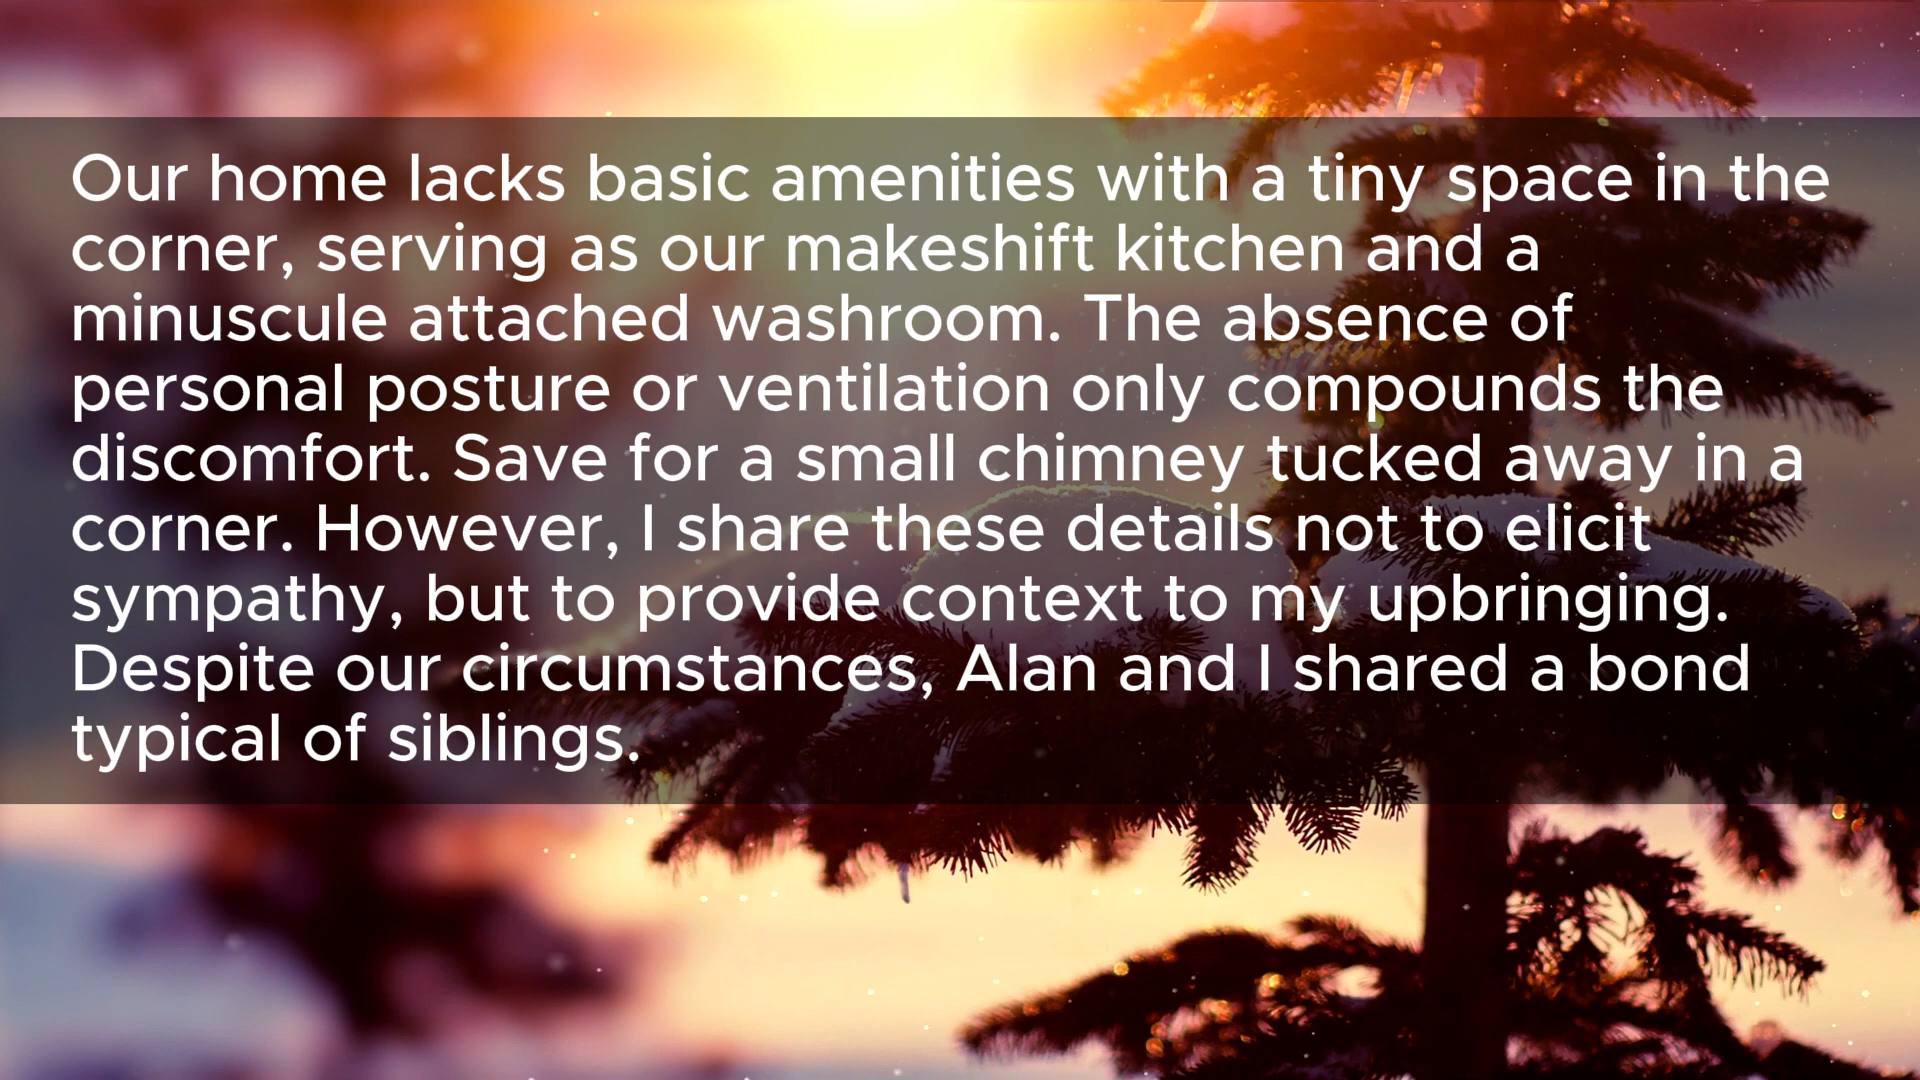 Our home lacks basic amenities with a tiny space in the
corner, serving as our makeshift kitchen and a
minuscule attached washroom. The absence of
personal posture or ventilation only compounds the
discomfort. Save for a small chimney tucked away in a
corner. However, I share these details not to elicit
sympathy, but to provide context to my upbringing.
Despite our circumstances, Alan and I shared a bond
typical of siblings.